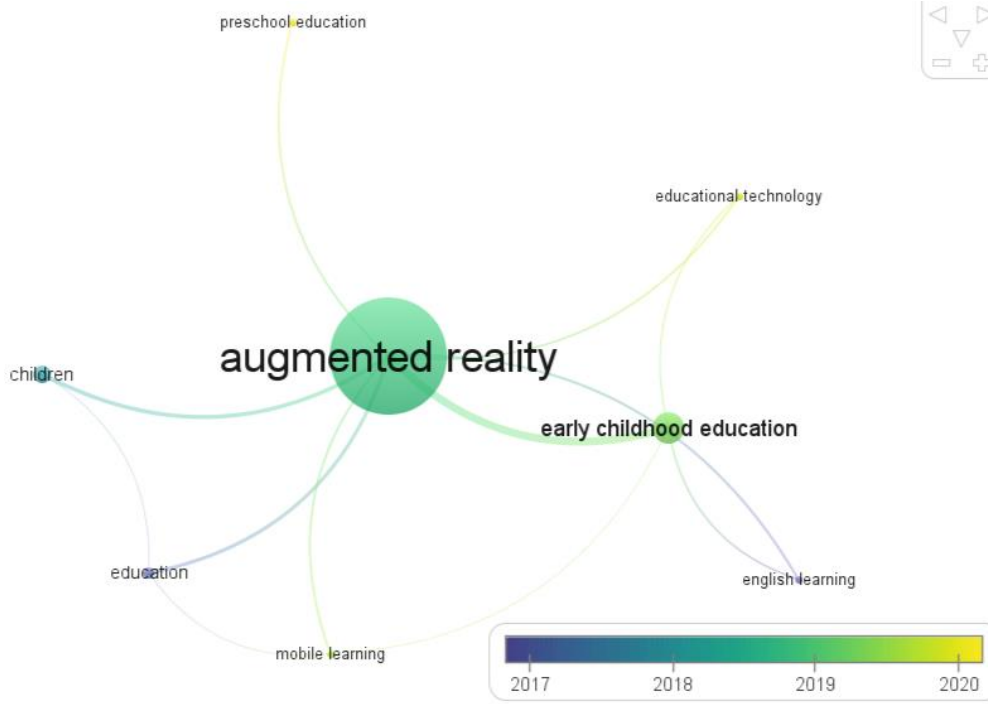 preschool education
educational technology
augmented reality
children
early childhood education
education
english learning
mobile learning
2017
2018
2019
2020